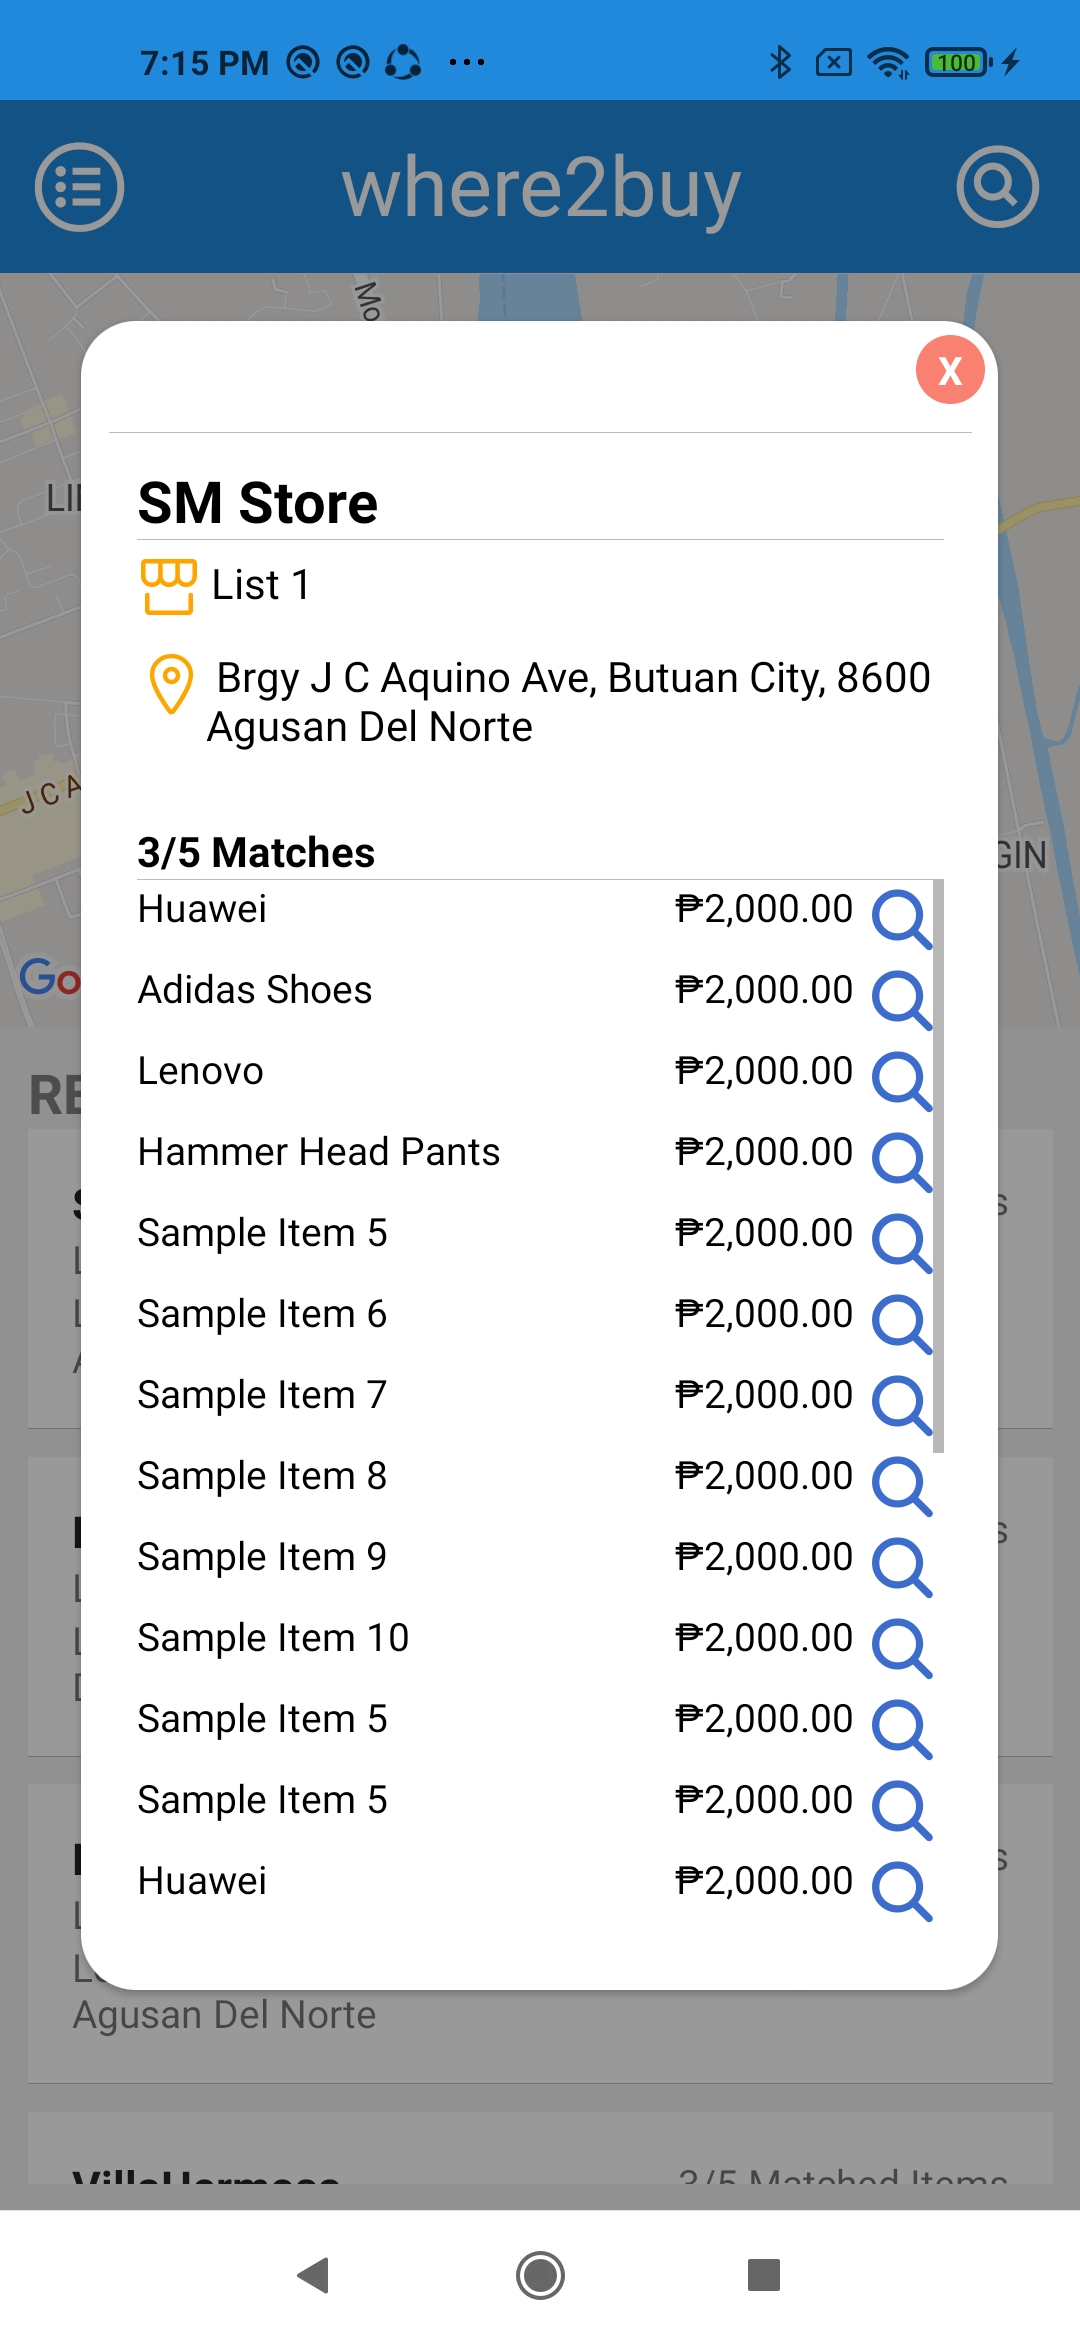 7:15 PM
100
where2buy
Mo
X
SM Store
List 1
Brgy J C Aquino Ave, Butuan City, 8600
Agusan Del Norte
J C A
GIN
3/5 Matches
Huawei ₱2,000.00
Adidas Shoes ₱2,000.00
Lenovo ₱2,000.00
Hammer Head Pants ₱2,000.00
Sample Item 5 ₱2,000.00
Sample Item 6 ₱2,000.00
Sample Item 7 ₱2,000.00
Sample Item 8 ₱2,000.00
Sample Item 9 ₱2,000.00
Sample Item 10 ₱2,000.00
Sample Item 5 ₱2,000.00
Sample Item 5 ₱2,000.00
Huawei ₱2,000.00
Agusan Del Norte
VillaHermosa 3/5 Matched Items